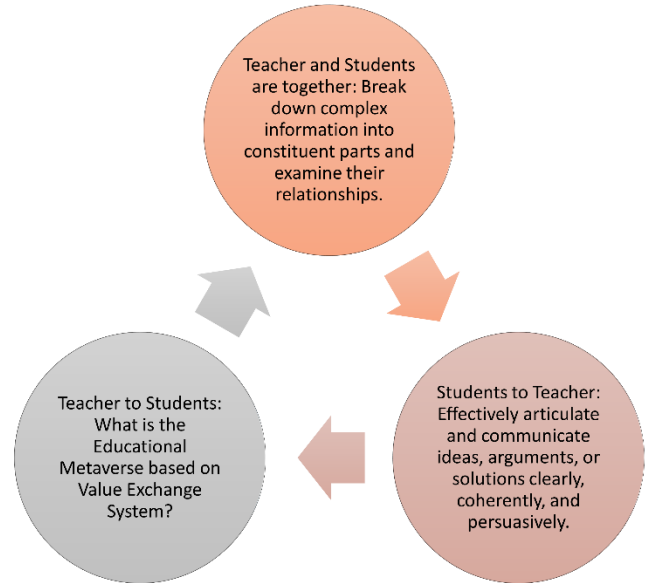 Teacher and Students
are together: Break
down complex
information into
constituent parts and
examine their
relationships.
Students to Teacher:
Effectively articulate
and communicate
ideas, arguments, or
solutions clearly,
coherently, and
persuasively.
Teacher to Students:
What is the
Educational
Metaverse based on
Value Exchange
System?